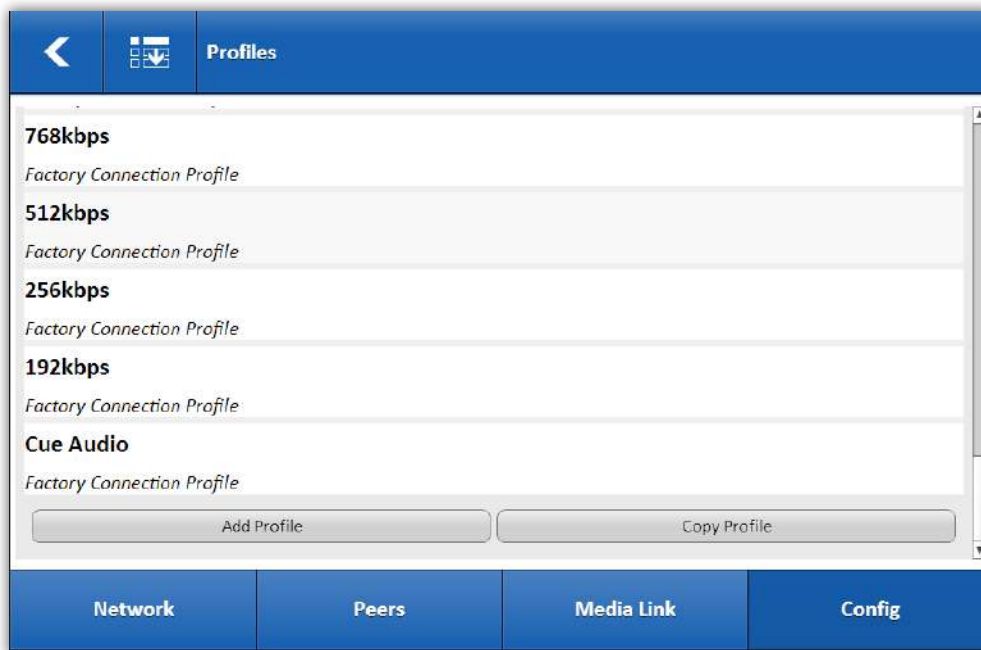 Profiles
768kbps
Factory Connection Profile
512kbps
Factory Connection Profile
256kbps
Factory Connection Profile
192kbps
Factory Connection Profile
Cue Audio
Factory Connection Profile
Add Profile Copy Profile
Network Peers Media Link Config